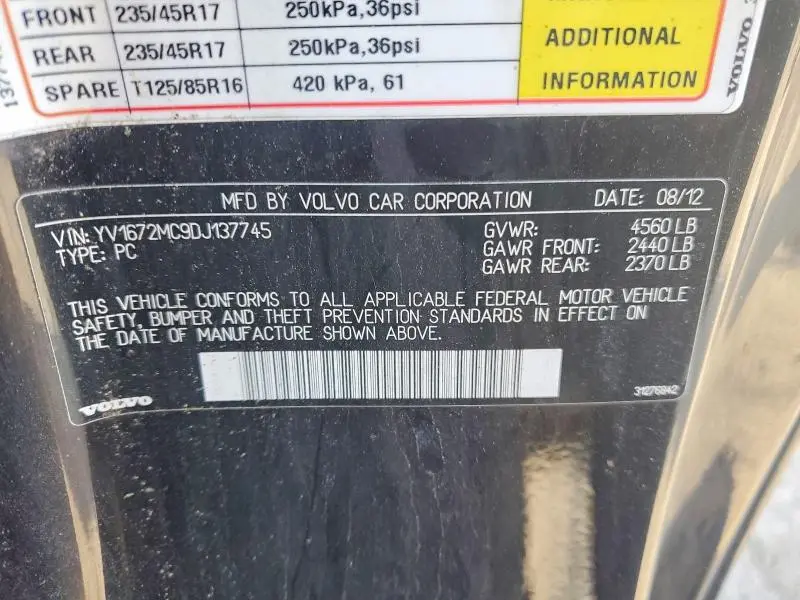 FRONT 235/45R17 250kPa,36psi
REAR 235/45R17 250kPa,36psi
SPARE T125/85R16 420 kPa, 61
ADDITIONAL
INFORMATION
VOLVO
MFD BY VOLVO CAR CORPORATION DATE: 08/12
VIN: YV1672MC9DJ137745 GVWR: 4560 LB
TYPE: PC GAWR FRONT: 2440 LB
GAWR REAR: 2370 LB
THIS VEHICLE CONFORMS TO ALL APPLICABLE FEDERAL MOTOR VEHICLE
SAFETY, BUMPER AND THEFT PREVENTION STANDARDS IN EFFECT ON
THE DATE OF MANUFACTURE SHOWN ABOVE.
VOLVO 31276842